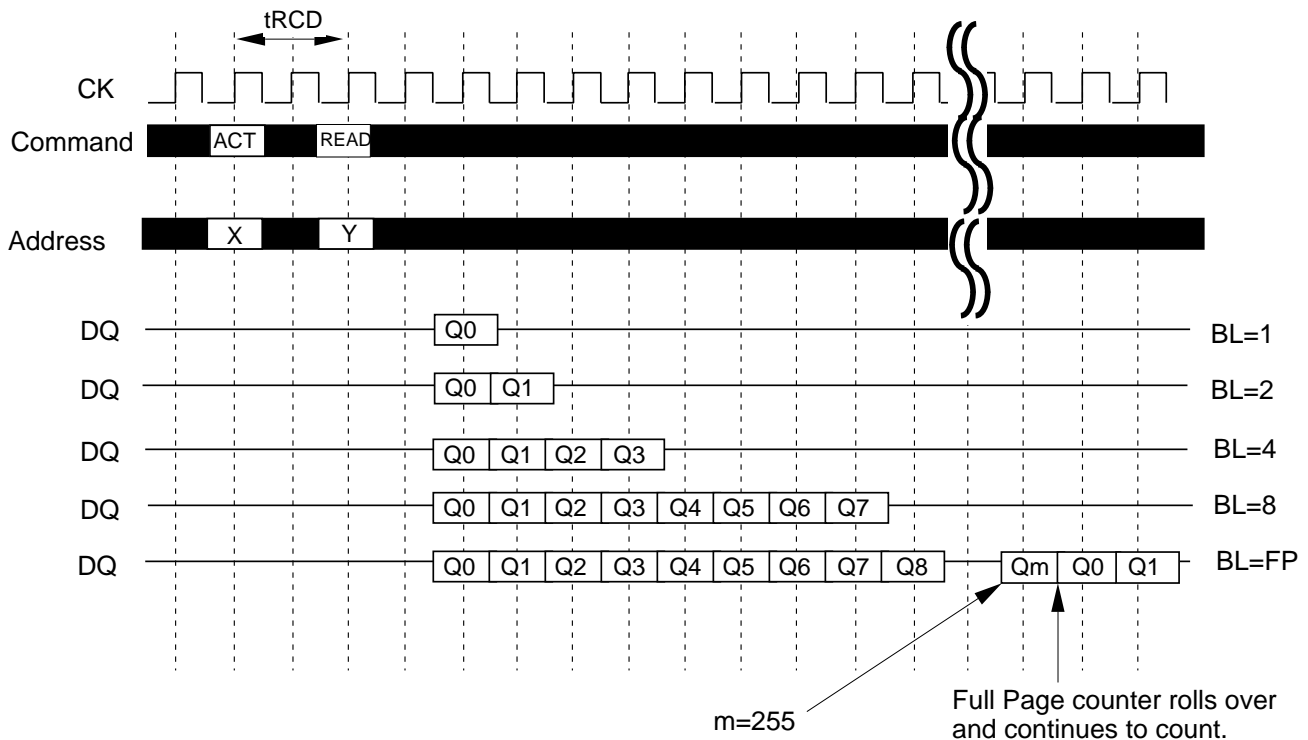 tRCD
CK
Command ACT READ
Address X Y
DQ Q0 BL=1
DQ Q0 Q1 BL=2
DQ Q0 Q1 Q2 Q3 BL=4
DQ Q0 Q1 Q2 Q3 Q4 Q5 Q6 Q7 BL=8
DQ Q0 Q1 Q2 Q3 Q4 Q5 Q6 Q7 Q8 Qm Q0 Q1 BL=FP
m=255
Full Page counter rolls over
and continues to count.